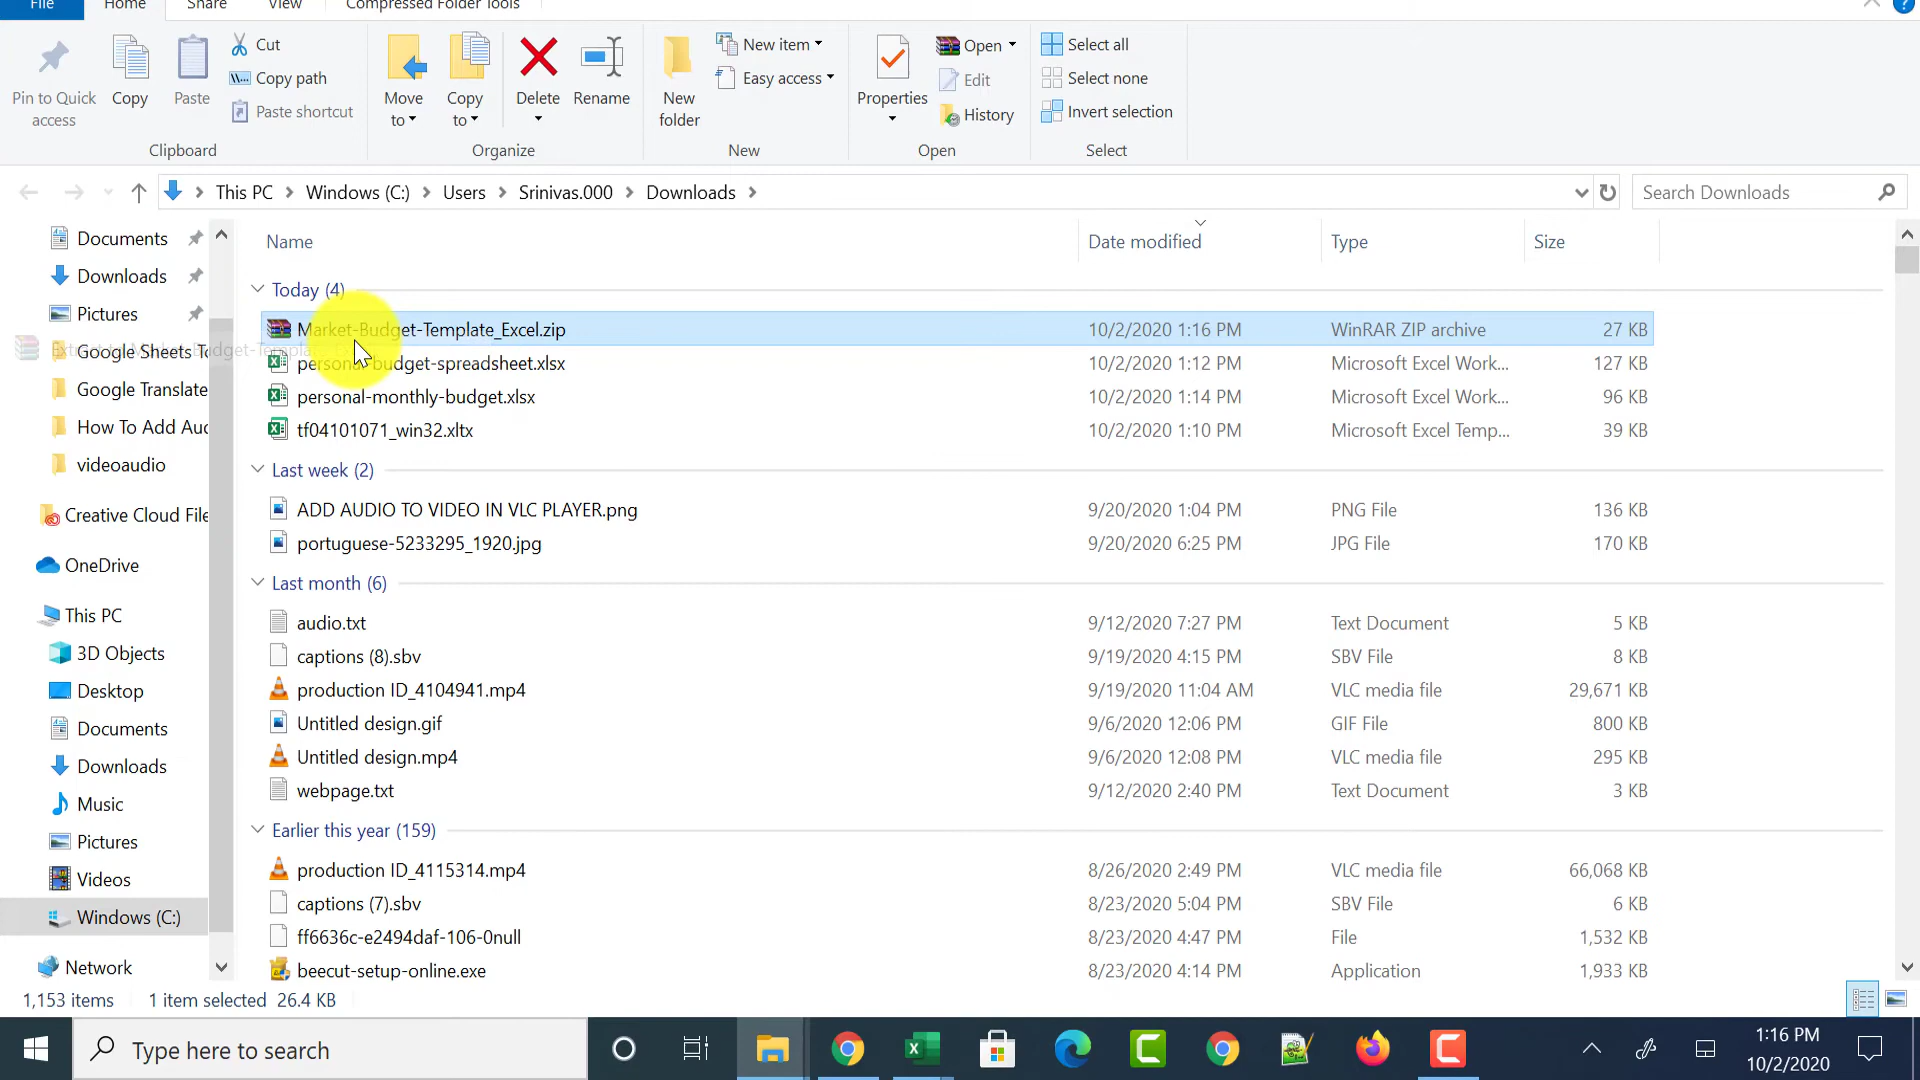 File Home Share View Compressed Folder Tools
Cut
Copy path
Paste shortcut
Pin to Quick access
Copy
Paste
Clipboard
Move to
Copy to
Delete
Rename
Organize
New folder
New item
Easy access
New
Properties
Open
Edit
History
Open
Select all
Select none
Invert selection
Select
This PC Windows (C:) Users Srinivas.000 Downloads
Search Downloads
Documents
Downloads
Pictures
Google Sheets To
Google Translate
How To Add Aud
videoaudio
Creative Cloud File
OneDrive
This PC
3D Objects
Desktop
Documents
Downloads
Music
Pictures
Videos
Windows (C:)
Network
Name Date modified Type Size
Today (4)
Market-Budget-Template_Excel.zip 10/2/2020 1:16 PM WinRAR ZIP archive 27 KB
personal-budget-spreadsheet.xlsx 10/2/2020 1:12 PM Microsoft Excel Work... 127 KB
personal-monthly-budget.xlsx 10/2/2020 1:14 PM Microsoft Excel Work... 96 KB
tf04101071_win32.xltx 10/2/2020 1:10 PM Microsoft Excel Temp... 39 KB
Last week (2)
ADD AUDIO TO VIDEO IN VLC PLAYER.png 9/20/2020 1:04 PM PNG File 136 KB
portuguese-5233295_1920.jpg 9/20/2020 6:25 PM JPG File 170 KB
Last month (6)
audio.txt 9/12/2020 7:27 PM Text Document 5 KB
captions (8).sbv 9/19/2020 4:15 PM SBV File 8 KB
production ID_4104941.mp4 9/19/2020 11:04 AM VLC media file 29,671 KB
Untitled design.gif 9/6/2020 12:06 PM GIF File 800 KB
Untitled design.mp4 9/6/2020 12:08 PM VLC media file 295 KB
webpage.txt 9/12/2020 2:40 PM Text Document 3 KB
Earlier this year (159)
production ID_4115314.mp4 8/26/2020 2:49 PM VLC media file 66,068 KB
captions (7).sbv 8/23/2020 5:04 PM SBV File 6 KB
ff6636c-e2494daf-106-0null 8/23/2020 4:47 PM File 1,532 KB
beecut-setup-online.exe 8/23/2020 4:14 PM Application 1,933 KB
1,153 items 1 item selected 26.4 KB
Type here to search
1:16 PM
10/2/2020